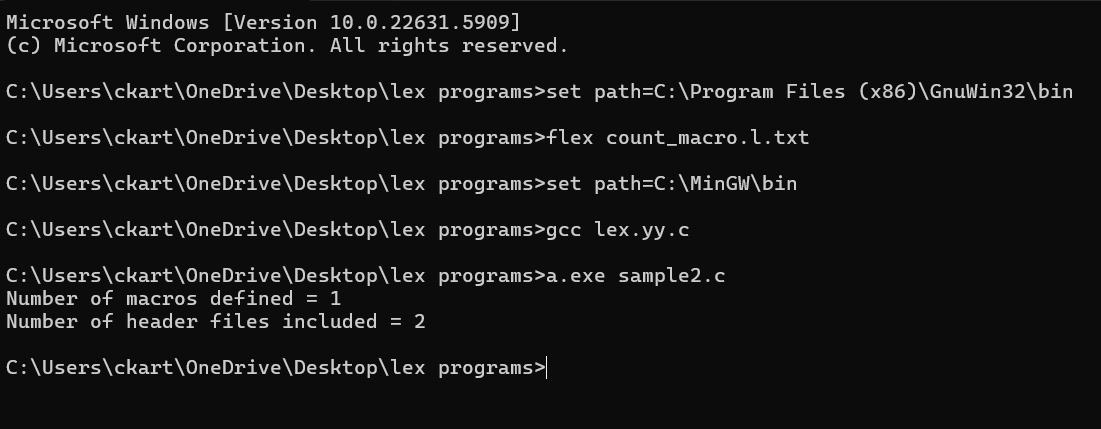 Microsoft Windows [Version 10.0.22631.5909]
(c) Microsoft Corporation. All rights reserved.
C:\Users\ckart\OneDrive\Desktop\lex programs>set path=C:\Program Files (x86)\GnuWin32\bin
C:\Users\ckart\OneDrive\Desktop\lex programs>flex count_macro.l.txt
C:\Users\ckart\OneDrive\Desktop\lex programs>set path=C:\MinGW\bin
C:\Users\ckart\OneDrive\Desktop\lex programs>gcc lex.yy.c
C:\Users\ckart\OneDrive\Desktop\lex programs>a.exe sample2.c
Number of macros defined = 1
Number of header files included = 2
C:\Users\ckart\OneDrive\Desktop\lex programs>